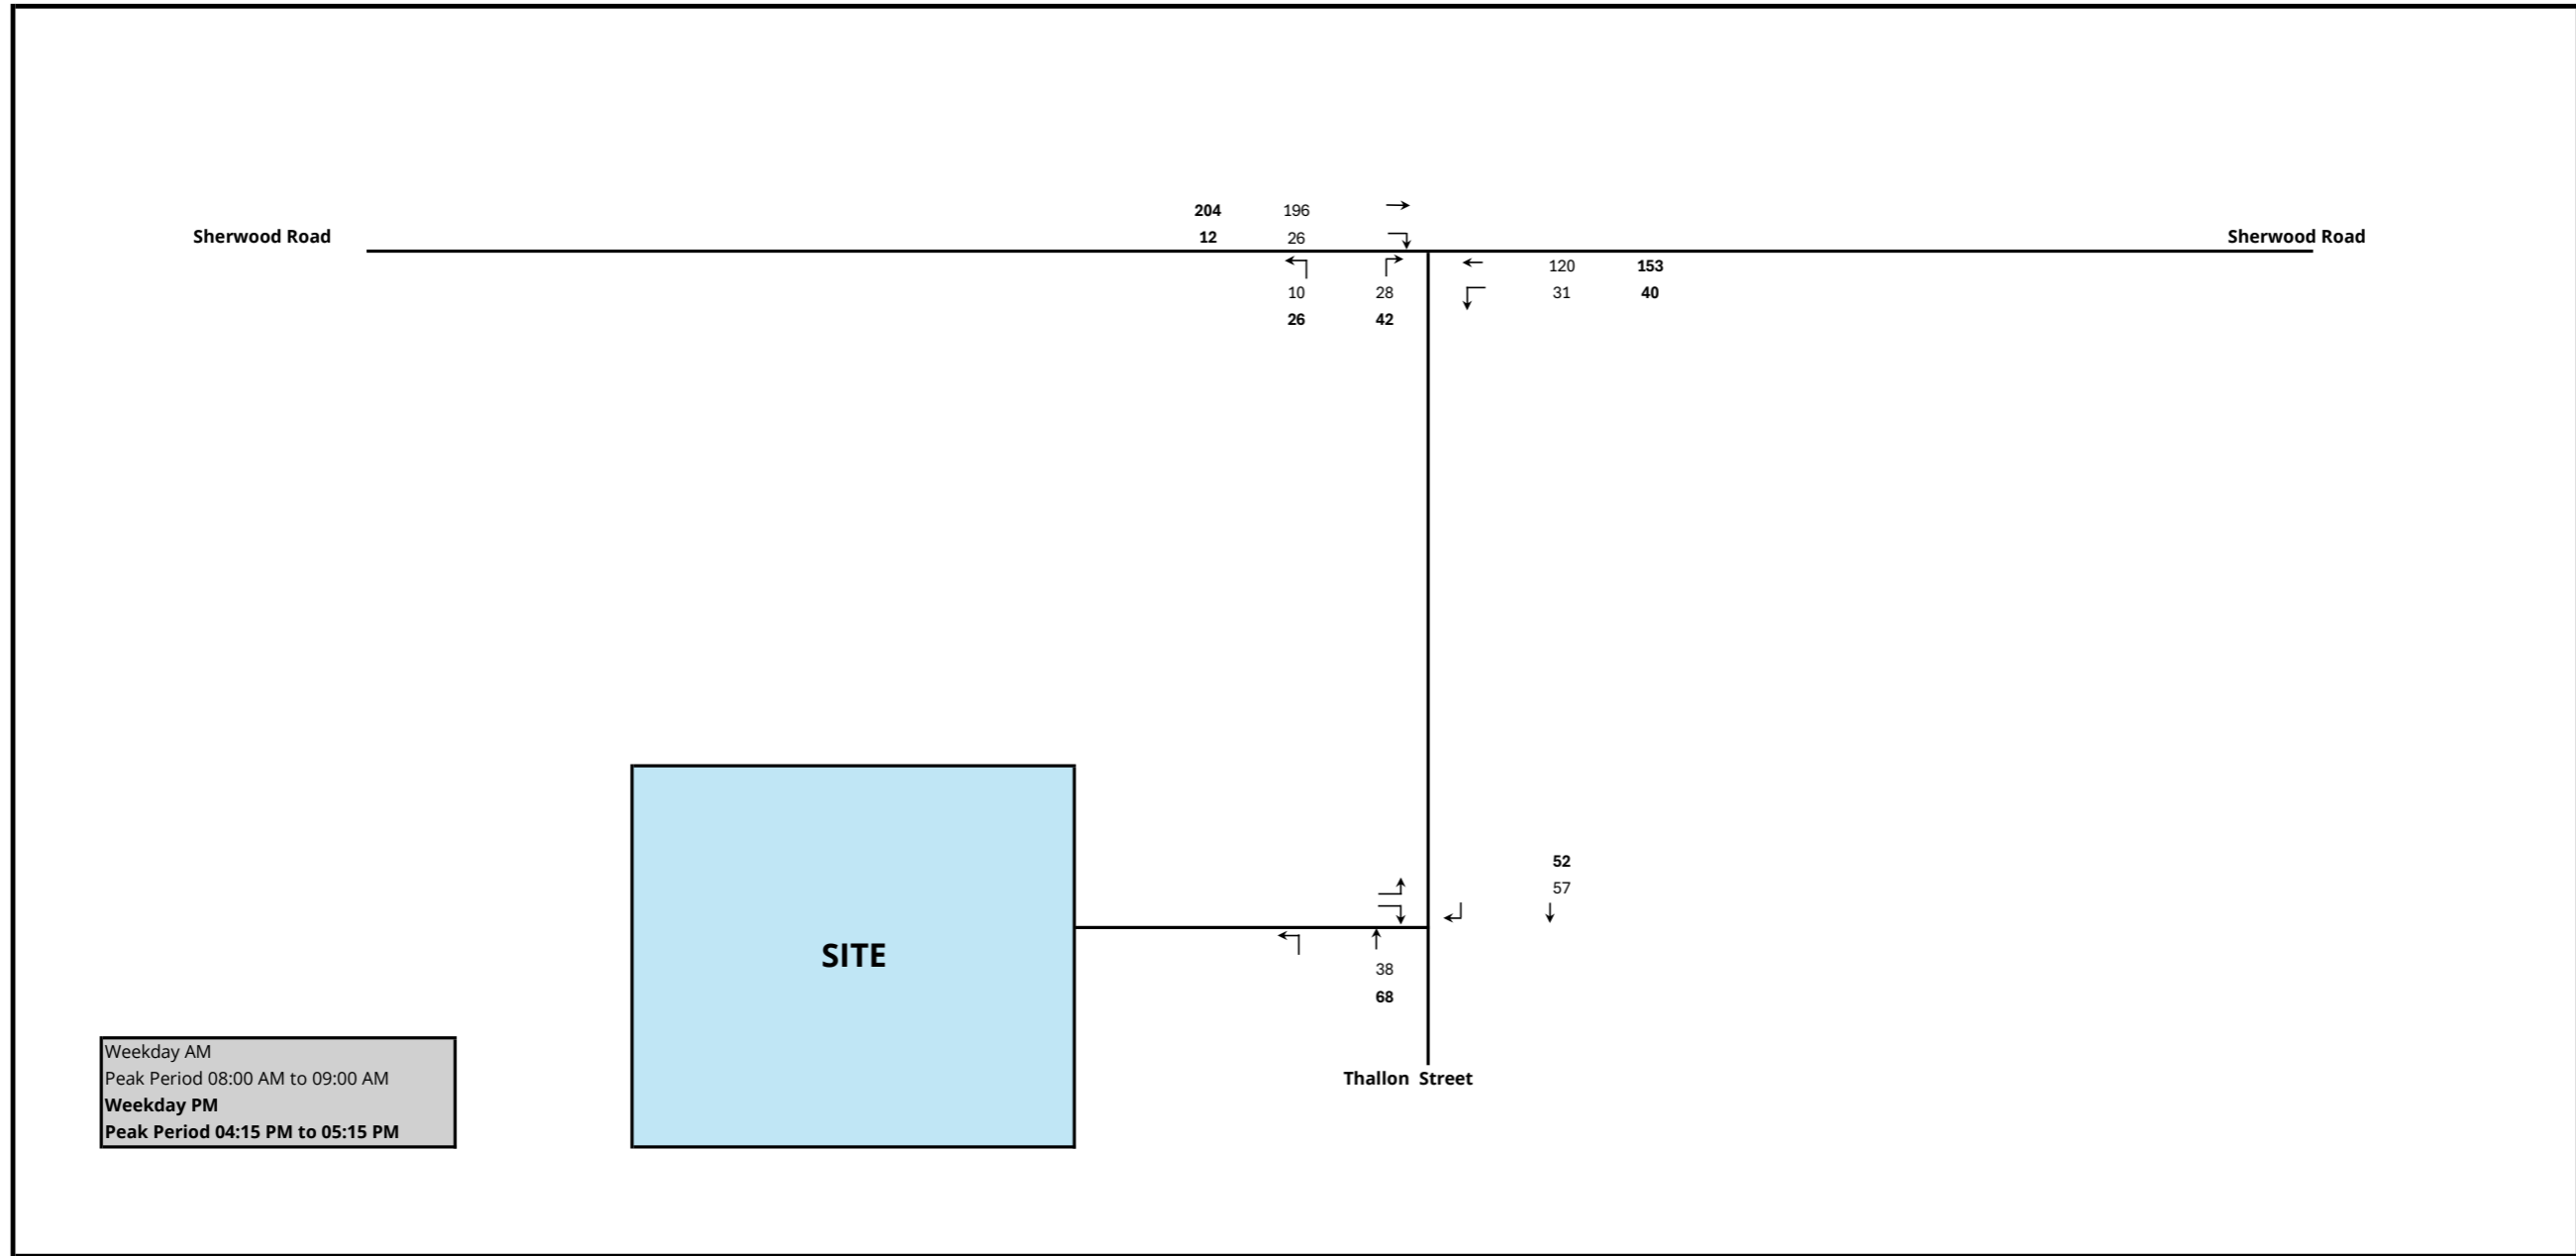 204 196
Sherwood Road 12 26 Sherwood Road
120 153
10 28 31 40
26 42
52
57
SITE
38
68
Weekday AM
Peak Period 08:00 AM to 09:00 AM
Thallon Street
Weekday PM
Peak Period 04:15 PM to 05:15 PM